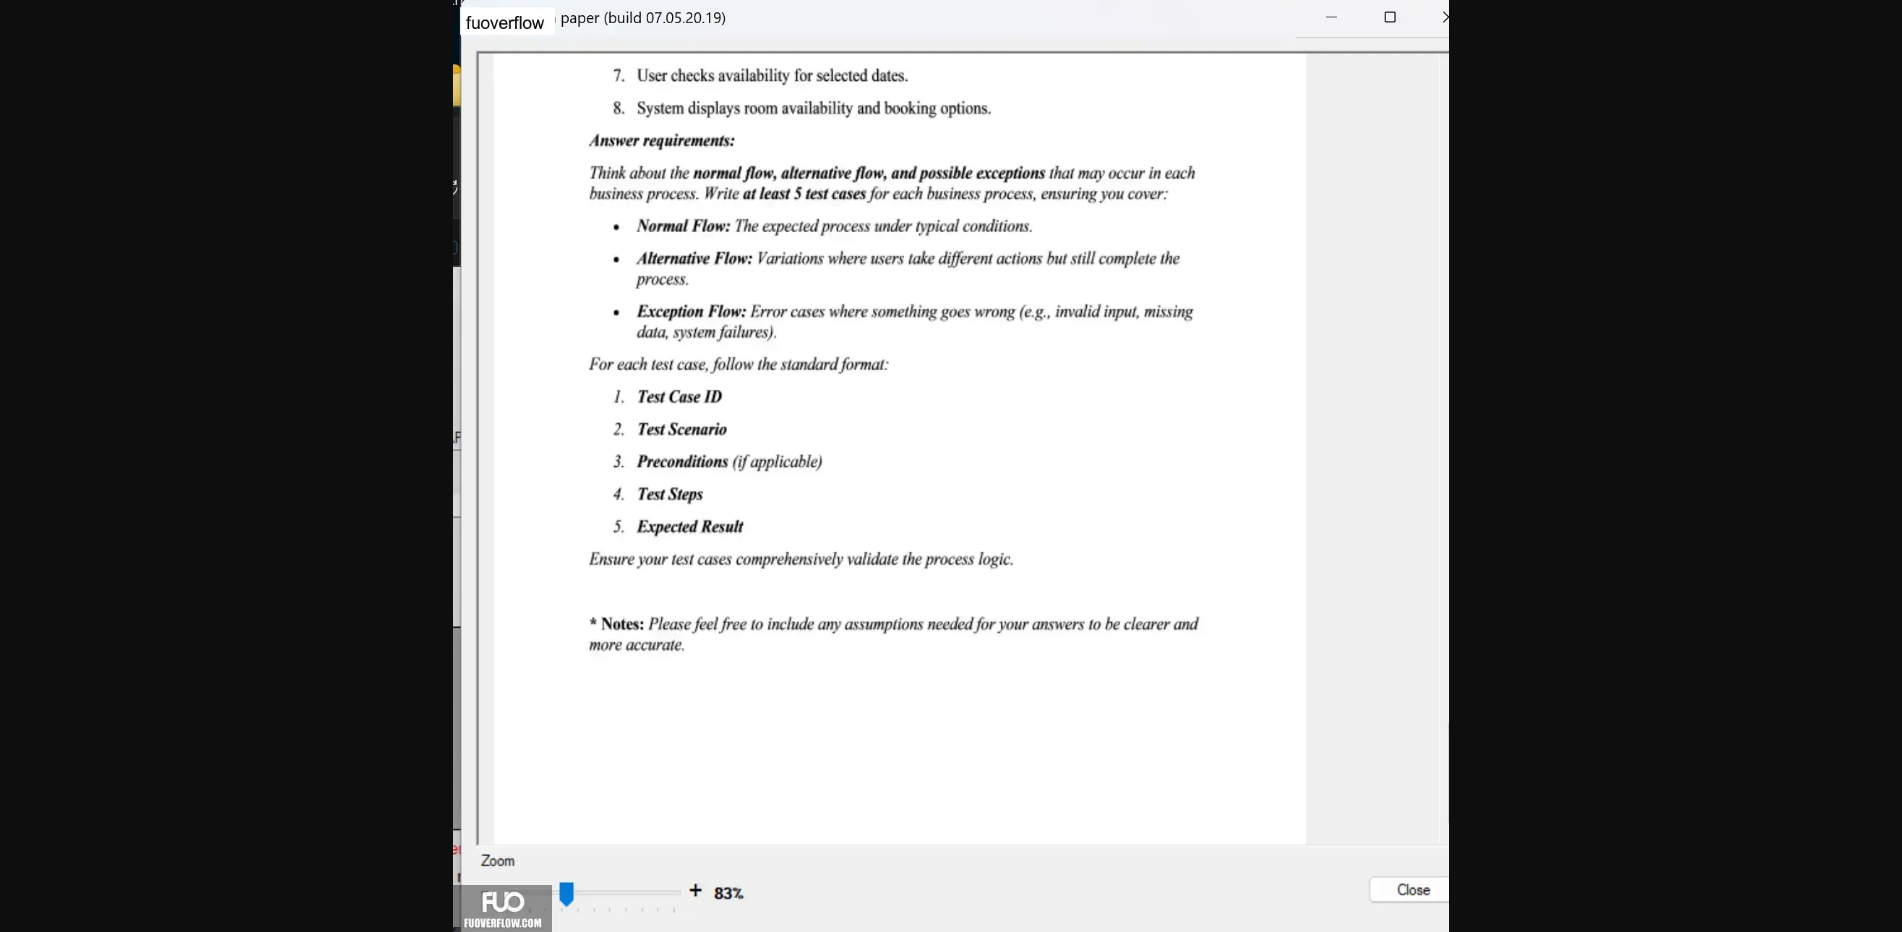 fuoverflow paper (build 07.05.20.19)
7. User checks availability for selected dates.
8. System displays room availability and booking options.
Answer requirements:
Think about the normal flow, alternative flow, and possible exceptions that may occur in each
business process. Write at least 5 test cases for each business process, ensuring you cover:
• Normal Flow: The expected process under typical conditions.
• Alternative Flow: Variations where users take different actions but still complete the
process.
• Exception Flow: Error cases where something goes wrong (e.g., invalid input, missing
data, system failures).
For each test case, follow the standard format:
1. Test Case ID
2. Test Scenario
3. Preconditions (if applicable)
4. Test Steps
5. Expected Result
Ensure your test cases comprehensively validate the process logic.
* Notes: Please feel free to include any assumptions needed for your answers to be clearer and
more accurate.
Zoom
+ 83%
Close
FUO
FUOVERFLOW.COM